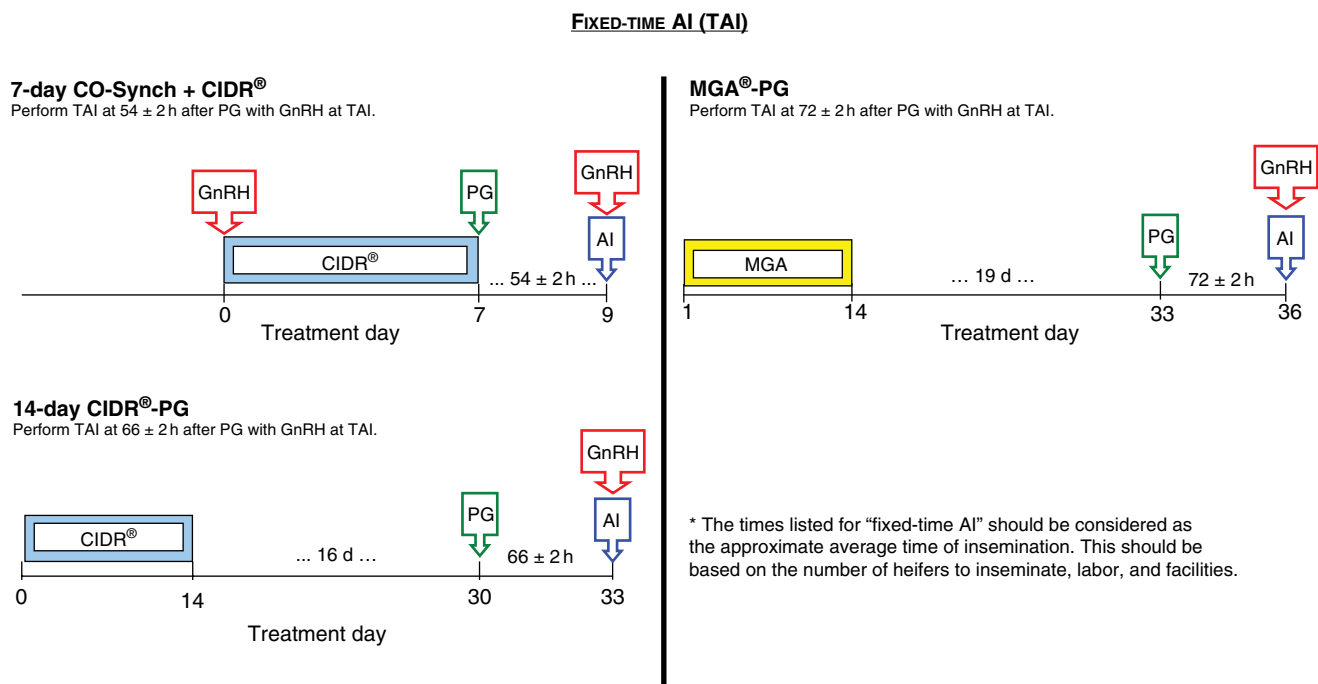 FIXED-TIME AI (TAI)
7-day CO-Synch + CIDR®
Perform TAI at 54 ± 2 h after PG with GnRH at TAI.
GnRH
PG
GnRH
AI
CIDR®
... 54 ± 2 h ...
0
7
9
Treatment day
14-day CIDR®-PG
Perform TAI at 66 ± 2 h after PG with GnRH at TAI.
GnRH
PG
AI
CIDR®
... 16 d ...
66 ± 2 h
0
14
30
33
Treatment day
MGA®-PG
Perform TAI at 72 ± 2 h after PG with GnRH at TAI.
GnRH
PG
AI
MGA
... 19 d ...
72 ± 2 h
1
14
33
36
Treatment day
* The times listed for “fixed-time AI” should be considered as
the approximate average time of insemination. This should be
based on the number of heifers to inseminate, labor, and facilities.